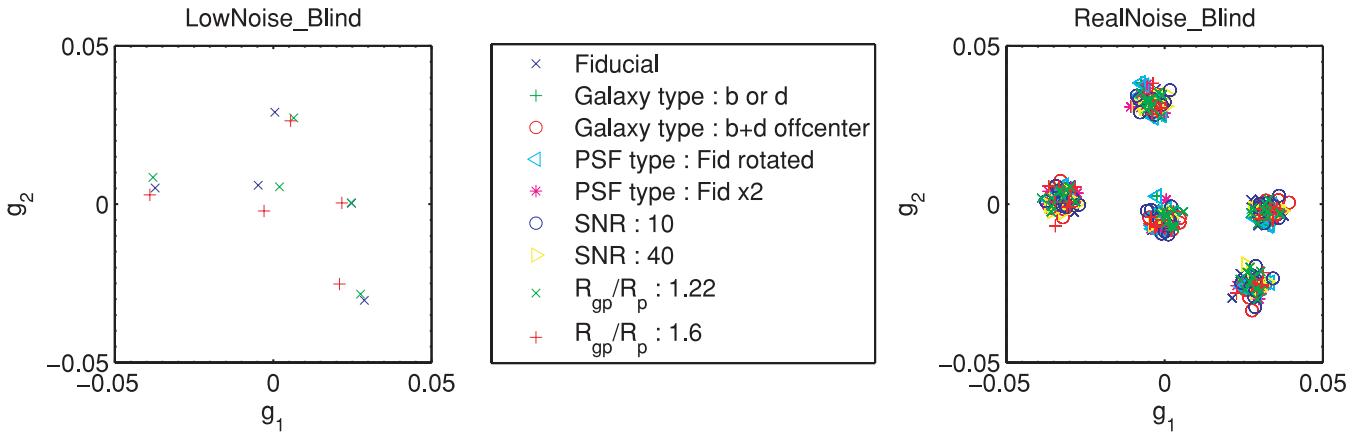 LowNoise_Blind
0.05
0
−0.05
−0.05
0
0.05
g2
g1
Fiducial
Galaxy type : b or d
Galaxy type : b+d offcenter
PSF type : Fid rotated
PSF type : Fid x2
SNR : 10
SNR : 40
Rgp/Rp : 1.22
Rgp/Rp : 1.6
RealNoise_Blind
0.05
0
−0.05
−0.05
0
0.05
g2
g1